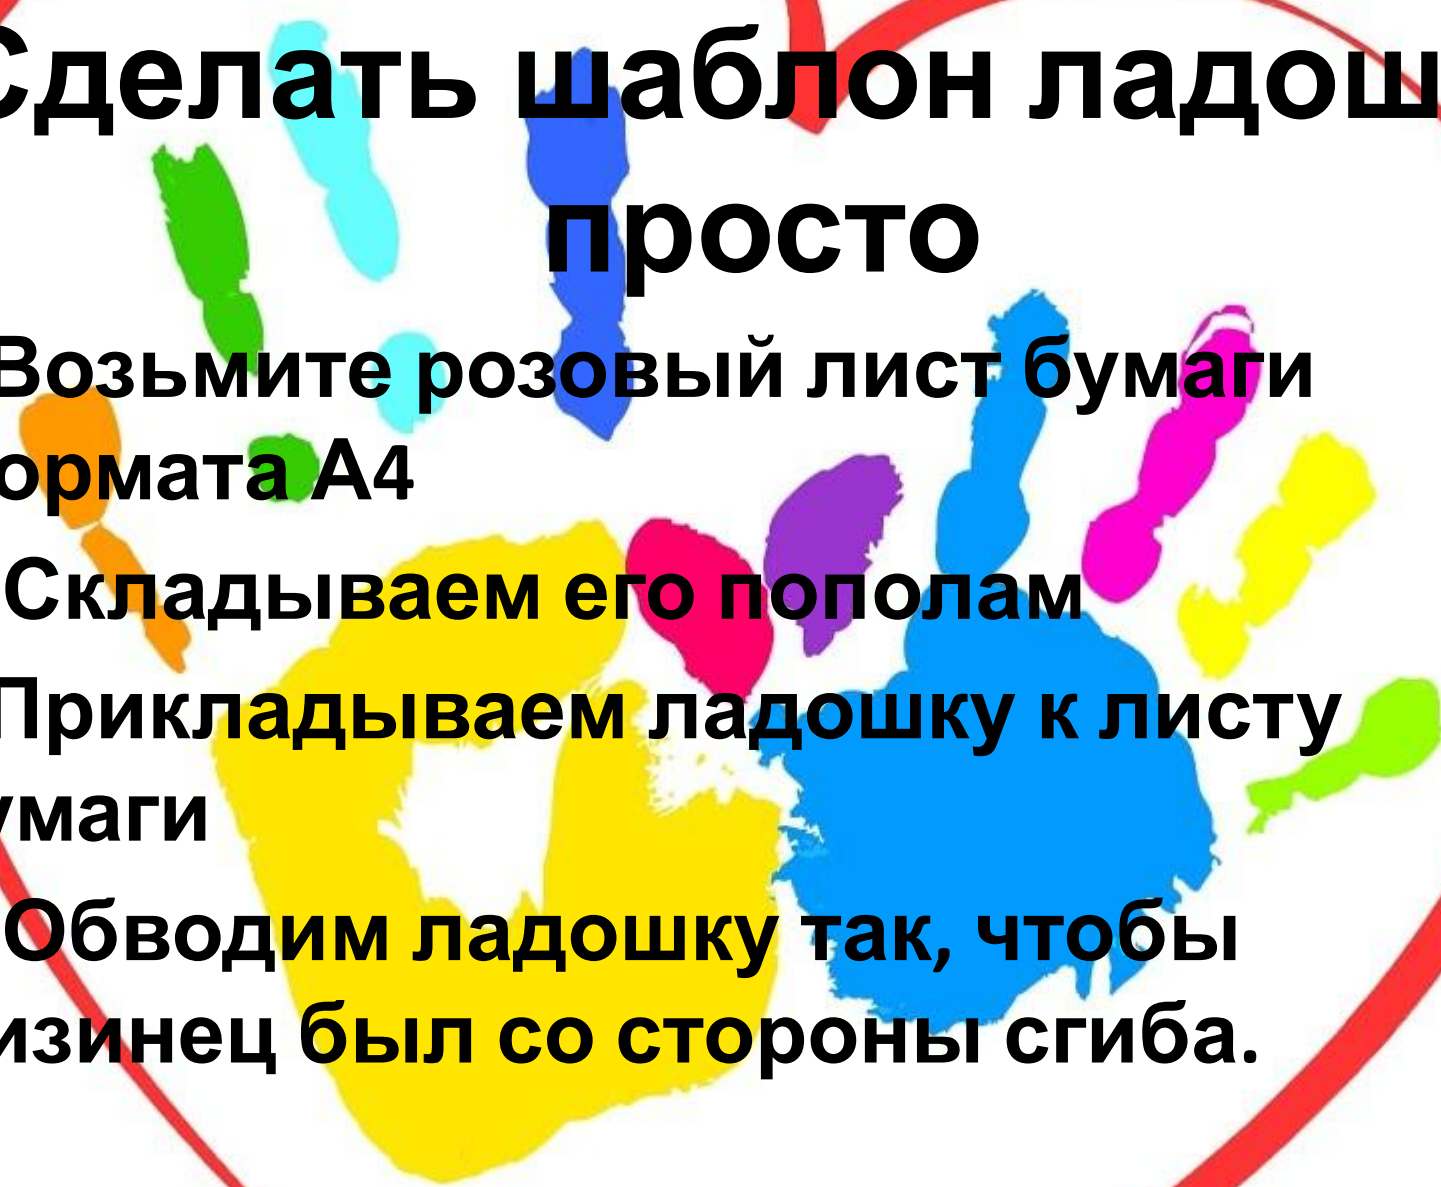 Сделать шаблон ладош
просто
Возьмите розовый лист бумаги
ормата А4
Складываем его пополам
Прикладываем ладошку к листу
умаги
Обводим ладошку так, чтобы
изинец был со стороны сгиба.